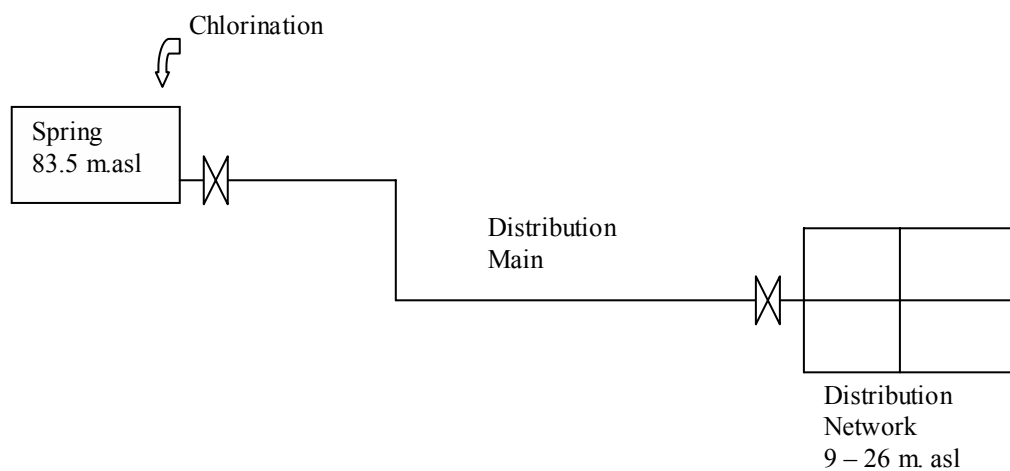 Chlorination
Spring
83.5 m.asl
Distribution
Main
Distribution
Network
9 – 26 m. asl